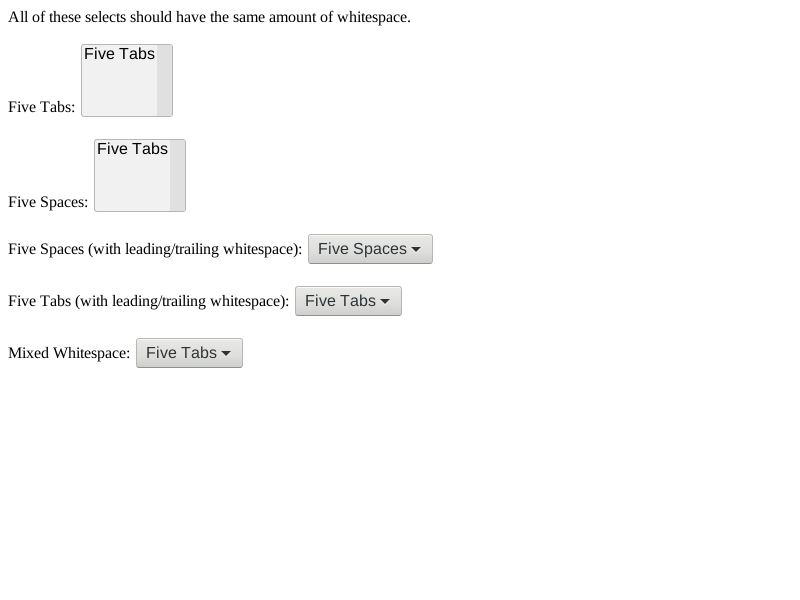 All of these selects should have the same amount of whitespace.
Five Tabs
Five Tabs:
Five Tabs
Five Spaces:
Five Spaces (with leading/trailing whitespace): Five Spaces
Five Tabs (with leading/trailing whitespace): Five Tabs
Mixed Whitespace: Five Tabs